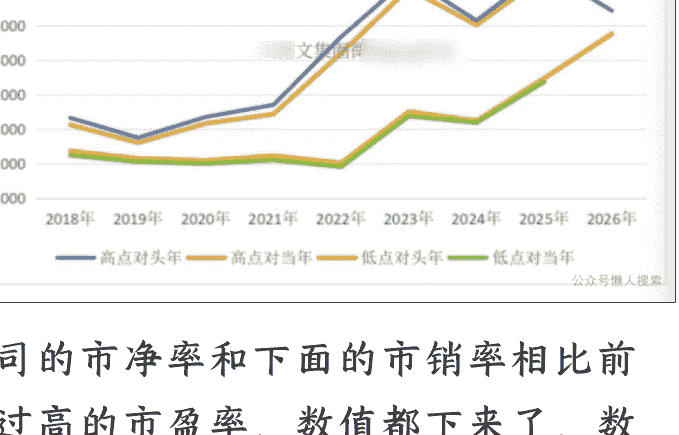 000
文集团
000
000
000
000
000
2018年 2019年 2020年 2021年 2022年 2023年 2024年 2025年 2026年
高点对头年 高点对当年 低点对头年 低点对当年
公众号懒人搜索
司的市净率和下面的市销率相比前
过高的市盈率，数值都下来了，数